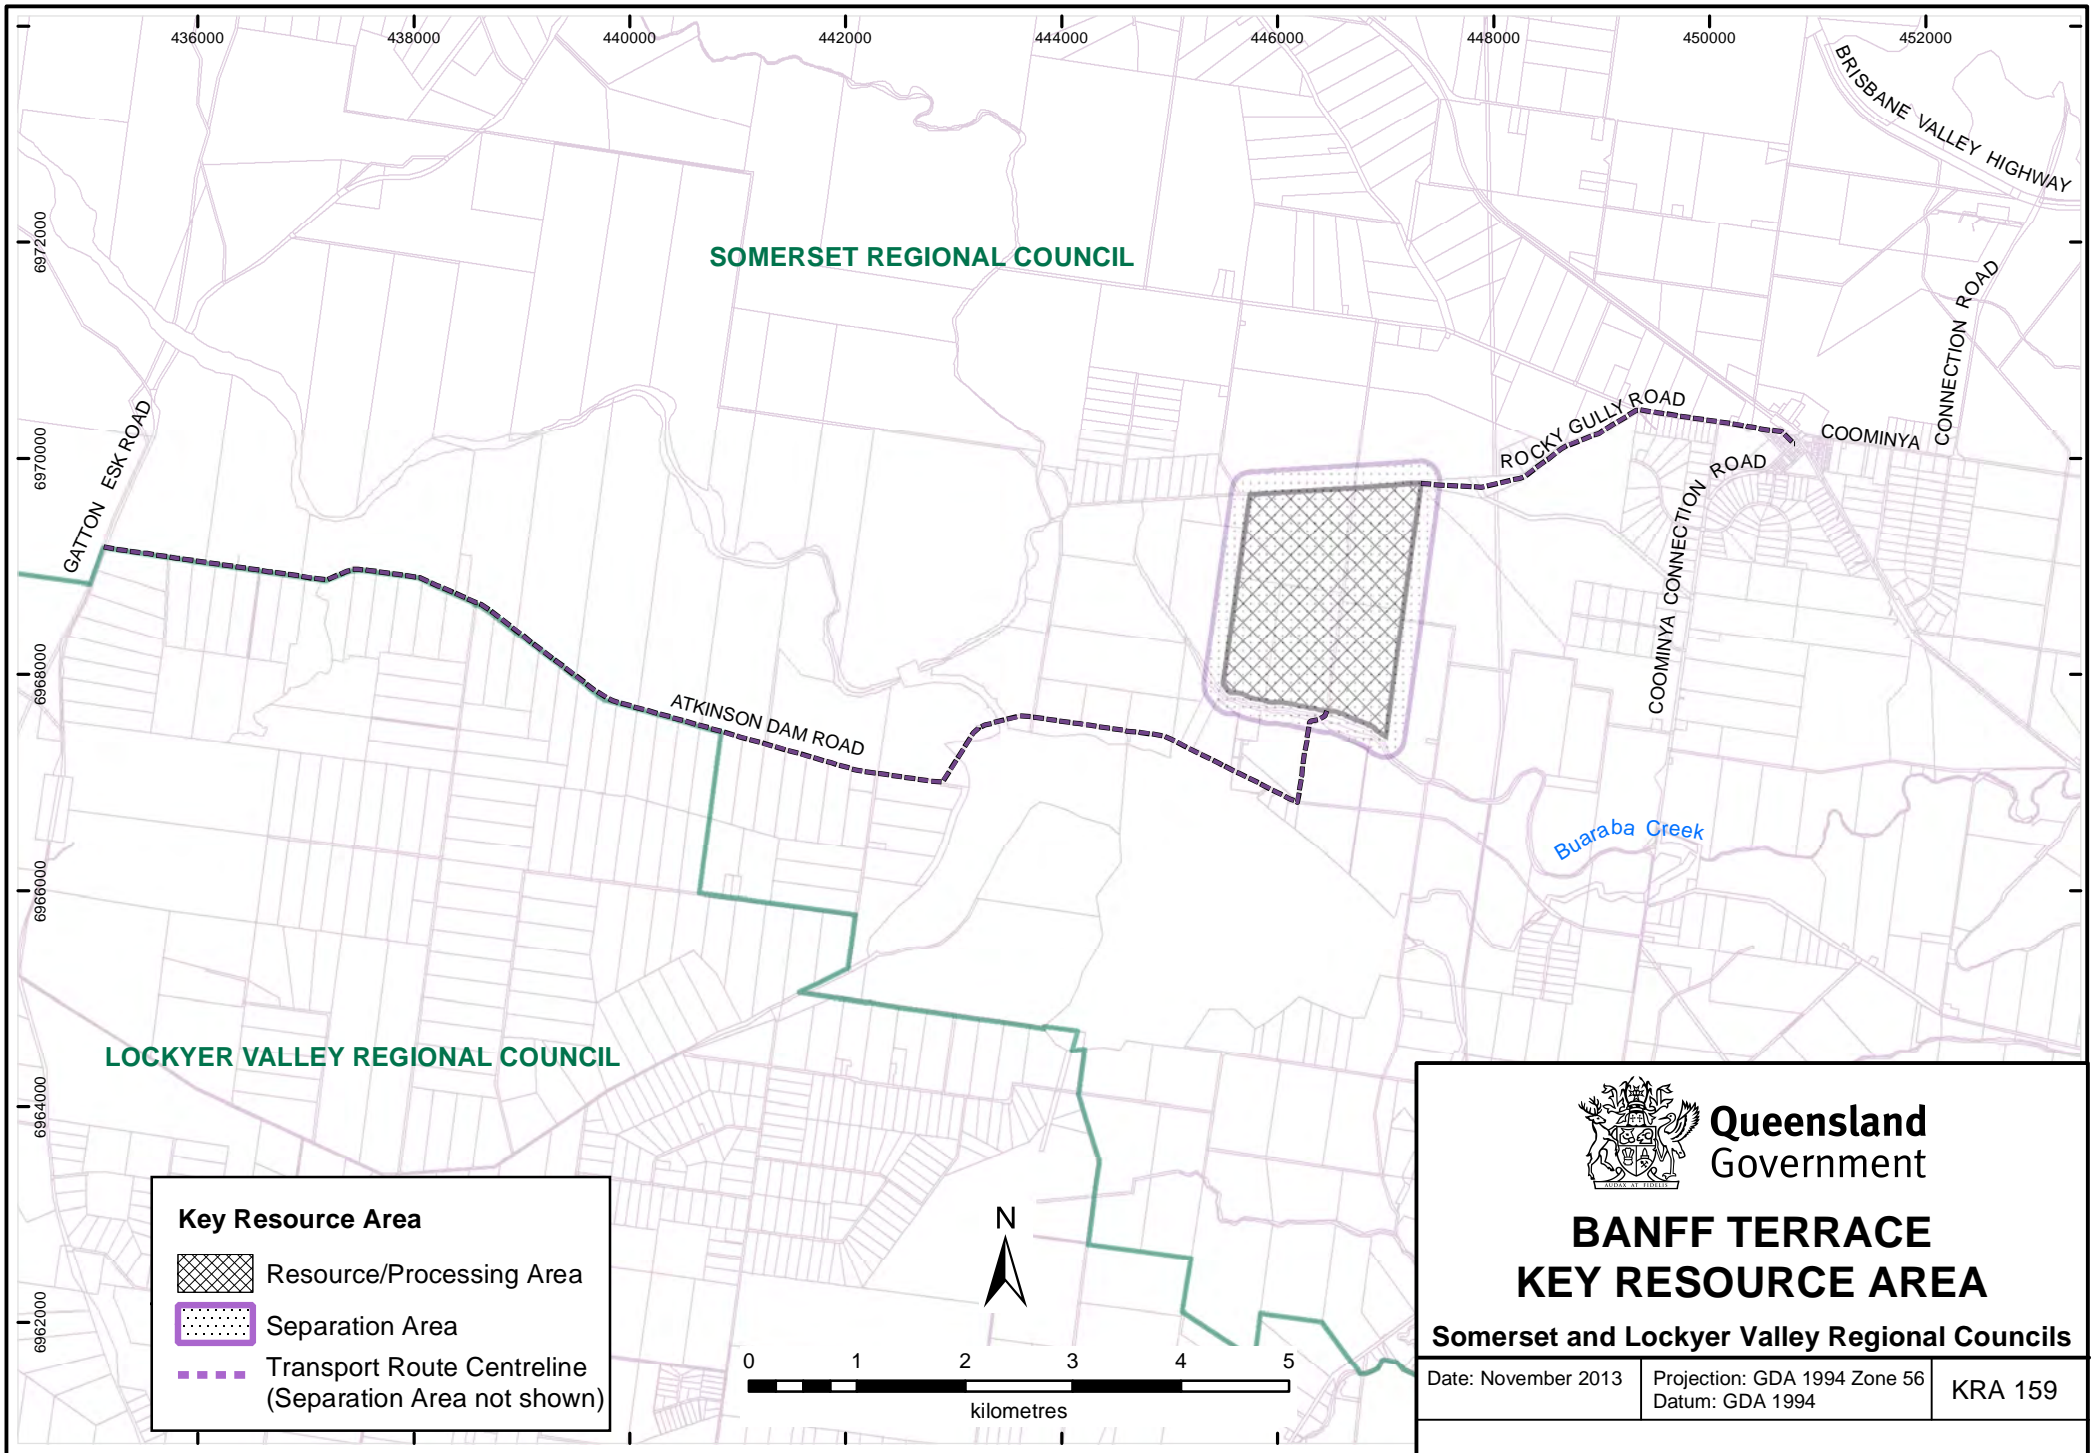 436000
438000
440000
442000
444000
446000
448000
450000
452000
BRISBANE VALLEY HIGHWAY
6972000
SOMERSET REGIONAL COUNCIL
CONNECTION ROAD
ROCKY GULLY ROAD
COOMINYA
GATTON ESK ROAD
6970000
COOMINYA CONNECTION ROAD
6968000
ATKINSON DAM ROAD
Buaraba Creek
6966000
LOCKYER VALLEY REGIONAL COUNCIL
6964000
6962000
Key Resource Area
Resource/Processing Area
Separation Area
Transport Route Centreline
(Separation Area not shown)
N
0 1 2 3 4 5
kilometres
AUDAX AT FIDELIS
Queensland
Government
BANFF TERRACE
KEY RESOURCE AREA
Somerset and Lockyer Valley Regional Councils
Date: November 2013
Projection: GDA 1994 Zone 56
Datum: GDA 1994
KRA 159